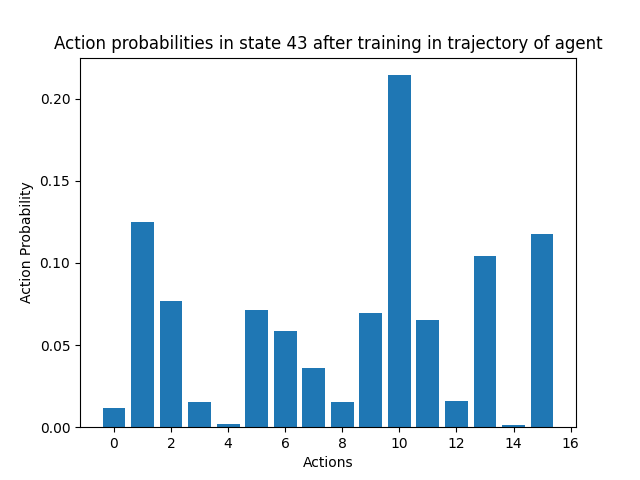 Action probabilities in state 43 after training in trajectory of agent
0.20
0.15
0.10
0.05
0.00
Action Probability
0 2 4 6 8 10 12 14 16
Actions